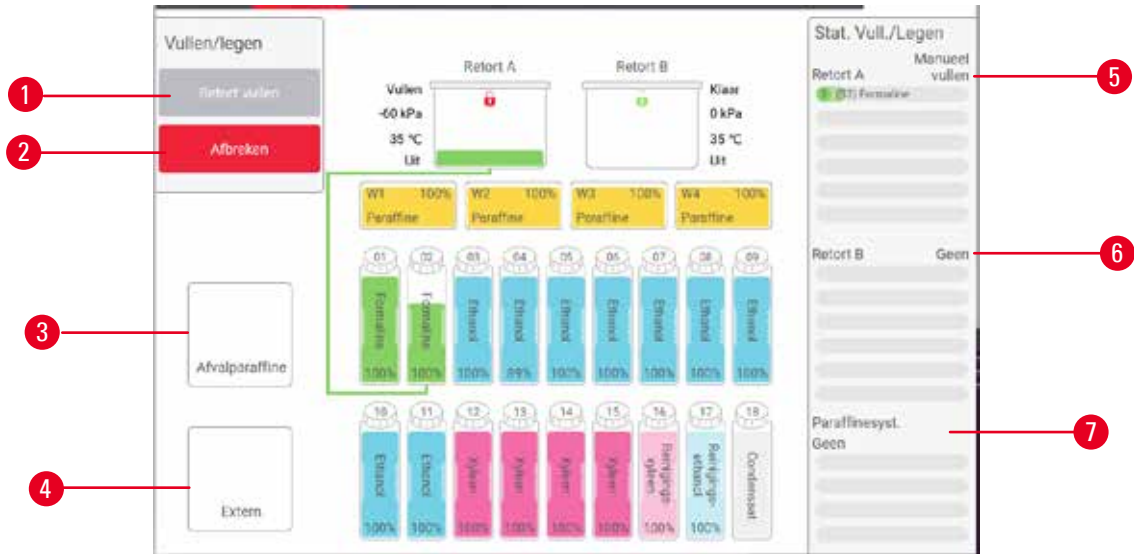 Vullen/legen
Retort vullen
Afbreken
1
2
3
4
Afvalparaffine
Extern
Retort A
Retort B
Vullen
-60 kPa
35 °C
Uit
Klaar
0 kPa
35 °C
Uit
W1 100% W2 100% W3 100% W4 100%
Paraffine Paraffine Paraffine Paraffine
01 02 03 04 05 06 07 08 09
Formaline Formaline Ethanol Ethanol Ethanol Ethanol Ethanol Ethanol Ethanol
100% 100% 100% 89% 100% 100% 100% 100% 100%
10 11 12 13 14 15 16 17 18
Ethanol Ethanol Xyleen Xyleen Xyleen Xyleen Reinigings-xyleen Reinigings-ethanol Condensaat
100% 100% 100% 100% 100% 100% 100% 100%
Stat. Vull./Legen
Manueel
Retort A vullen
(02) Formaline
Retort B Geen
Paraffinesyst.
Geen
5
6
7